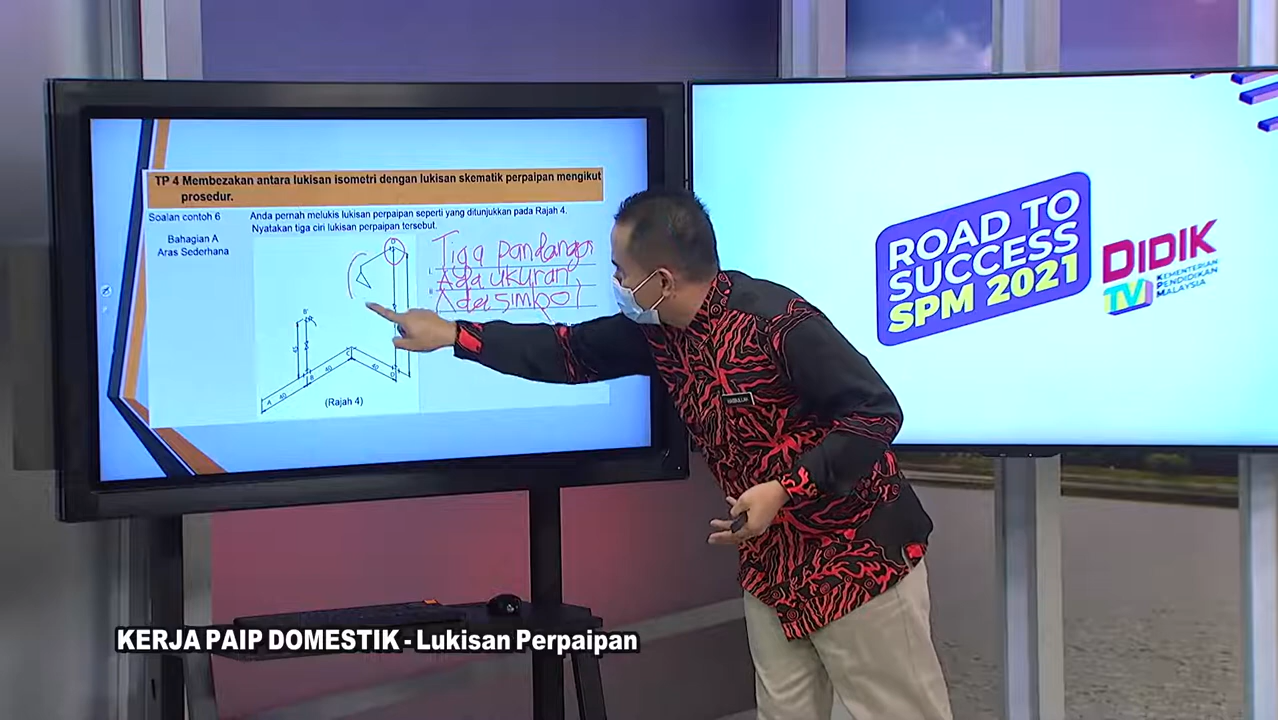 TP 4 Membezakan antara lukisan isometri dengan lukisan skematik perpaipan mengikut
prosedur.
Soalan contoh 6
Bahagian A
Aras Sederhana
Anda pernah melukis lukisan perpaipan seperti yang ditunjukkan pada Rajah 4.
Nyatakan tiga ciri lukisan perpaipan tersebut.
Tiga pandangan
Ada ukuran
Ada simbol
A
40
B
40
C
40
D
(Rajah 4)
ROAD TO
SUCCESS
SPM 2021
DIDIK
TV
KEMENTERIAN
PENDIDIKAN
MALAYSIA
KERJA PAIP DOMESTIK - Lukisan Perpaipan